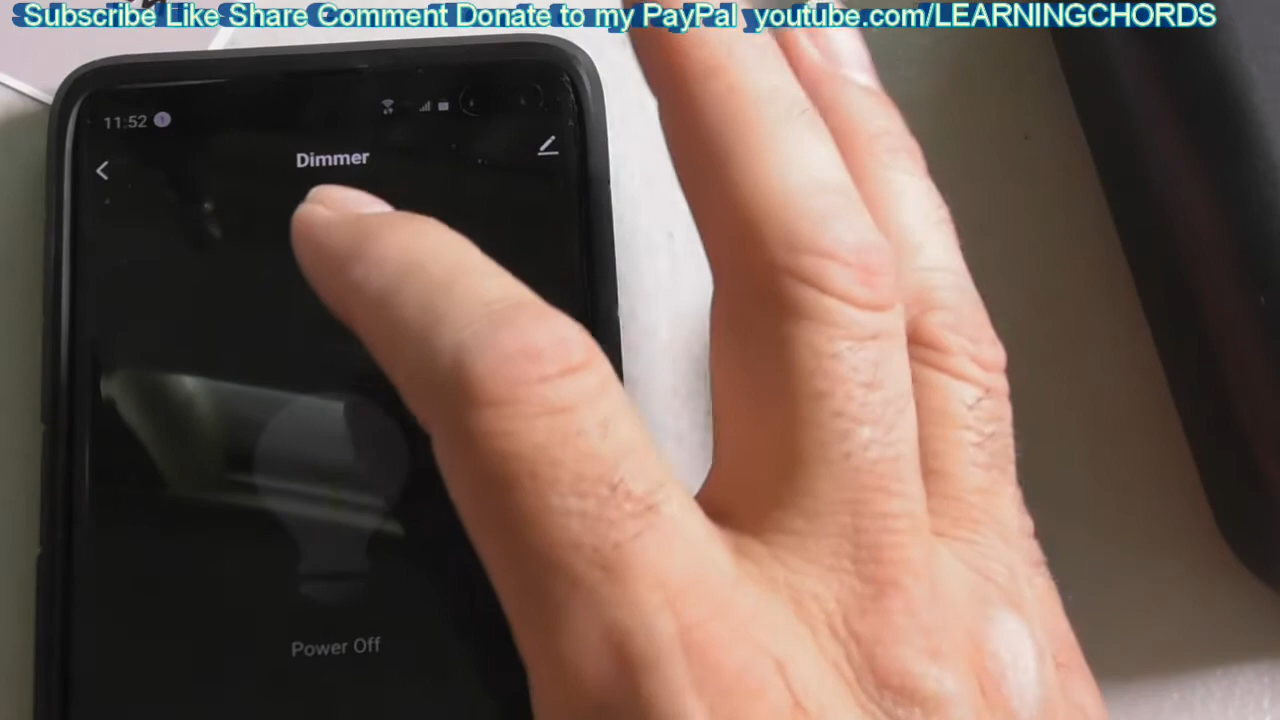 Subscribe Like Share Comment Donate to my PayPal youtube.com/LEARNINGCHORDS
11:52
Dimmer
Power Off